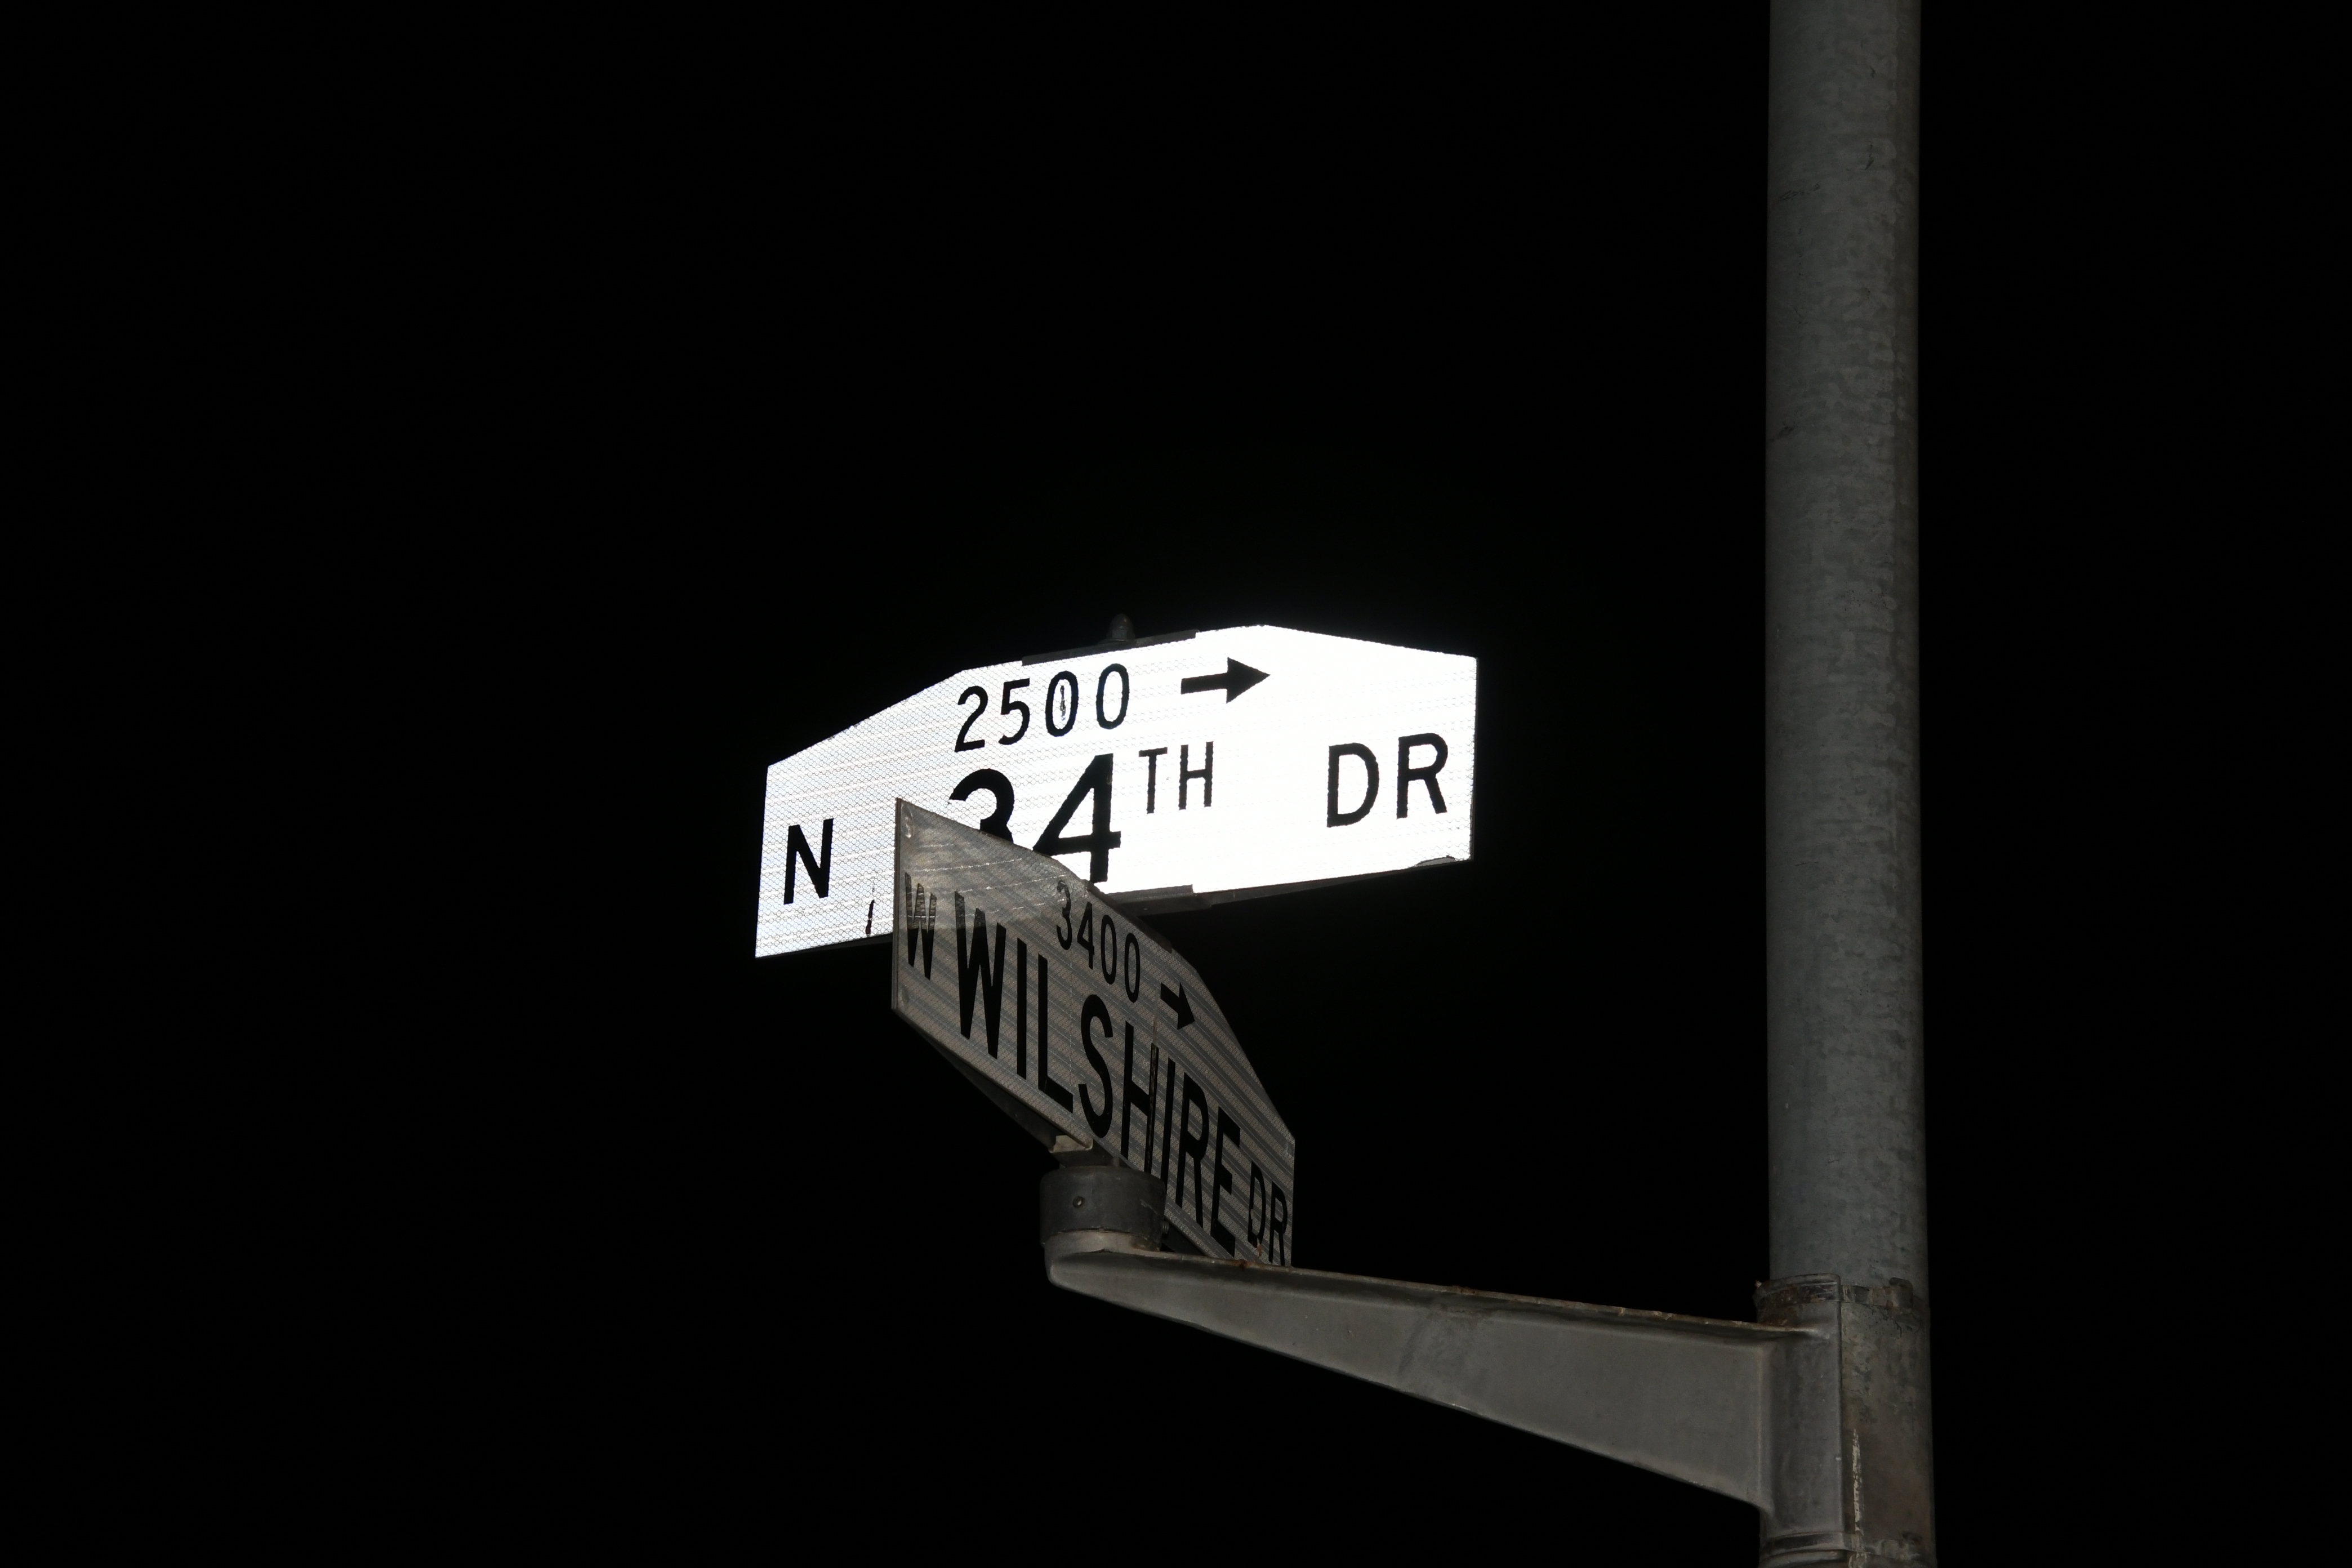 2500 →
N 34TH DR
3400 →
W WILSHIRE DR